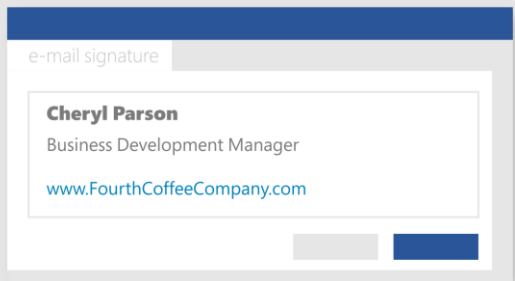 e-mail signature
Cheryl Parson
Business Development Manager
www.FourthCoffeeCompany.com